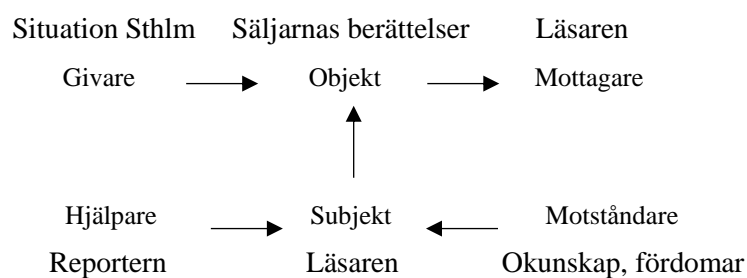 Situation Sthlm Säljarnas berättelser Läsaren
Givare Objekt Mottagare
Hjälpare Subjekt Motståndare
Reportern Läsaren Okunskap, fördomar